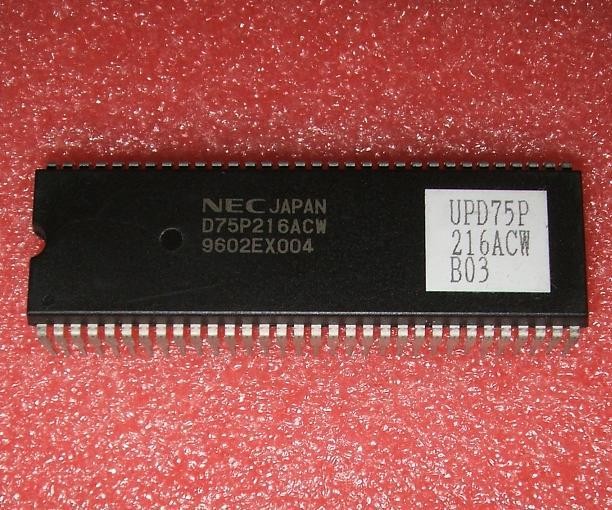 NEC JAPAN
D75P216ACW
9602EX004
UPD75P
216ACW
B03